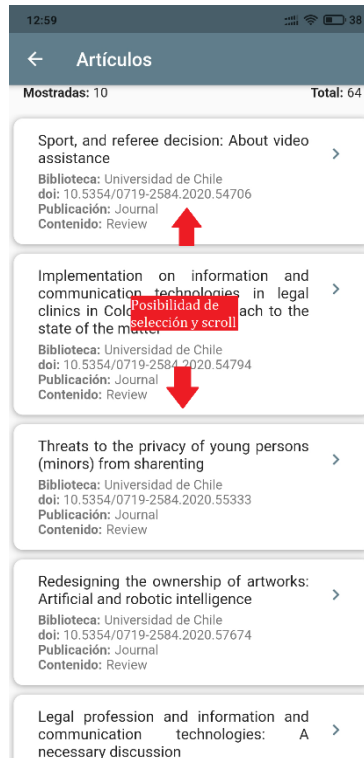 12:59
38
Artículos
Mostradas: 10 Total: 64
Sport, and referee decision: About video
assistance
Biblioteca: Universidad de Chile
doi: 10.5354/0719-2584.2020.54706
Publicación: Journal
Contenido: Review
Implementation on information and
communication technologies in legal
clinics in Colo ach to the
state of the matter
Posibilidad de
selección y scroll
Biblioteca: Universidad de Chile
doi: 10.5354/0719-2584.2020.54794
Publicación: Journal
Contenido: Review
Threats to the privacy of young persons
(minors) from sharenting
Biblioteca: Universidad de Chile
doi: 10.5354/0719-2584.2020.55333
Publicación: Journal
Contenido: Review
Redesigning the ownership of artworks:
Artificial and robotic intelligence
Biblioteca: Universidad de Chile
doi: 10.5354/0719-2584.2020.57674
Publicación: Journal
Contenido: Review
Legal profession and information and
communication technologies: A
necessary discussion